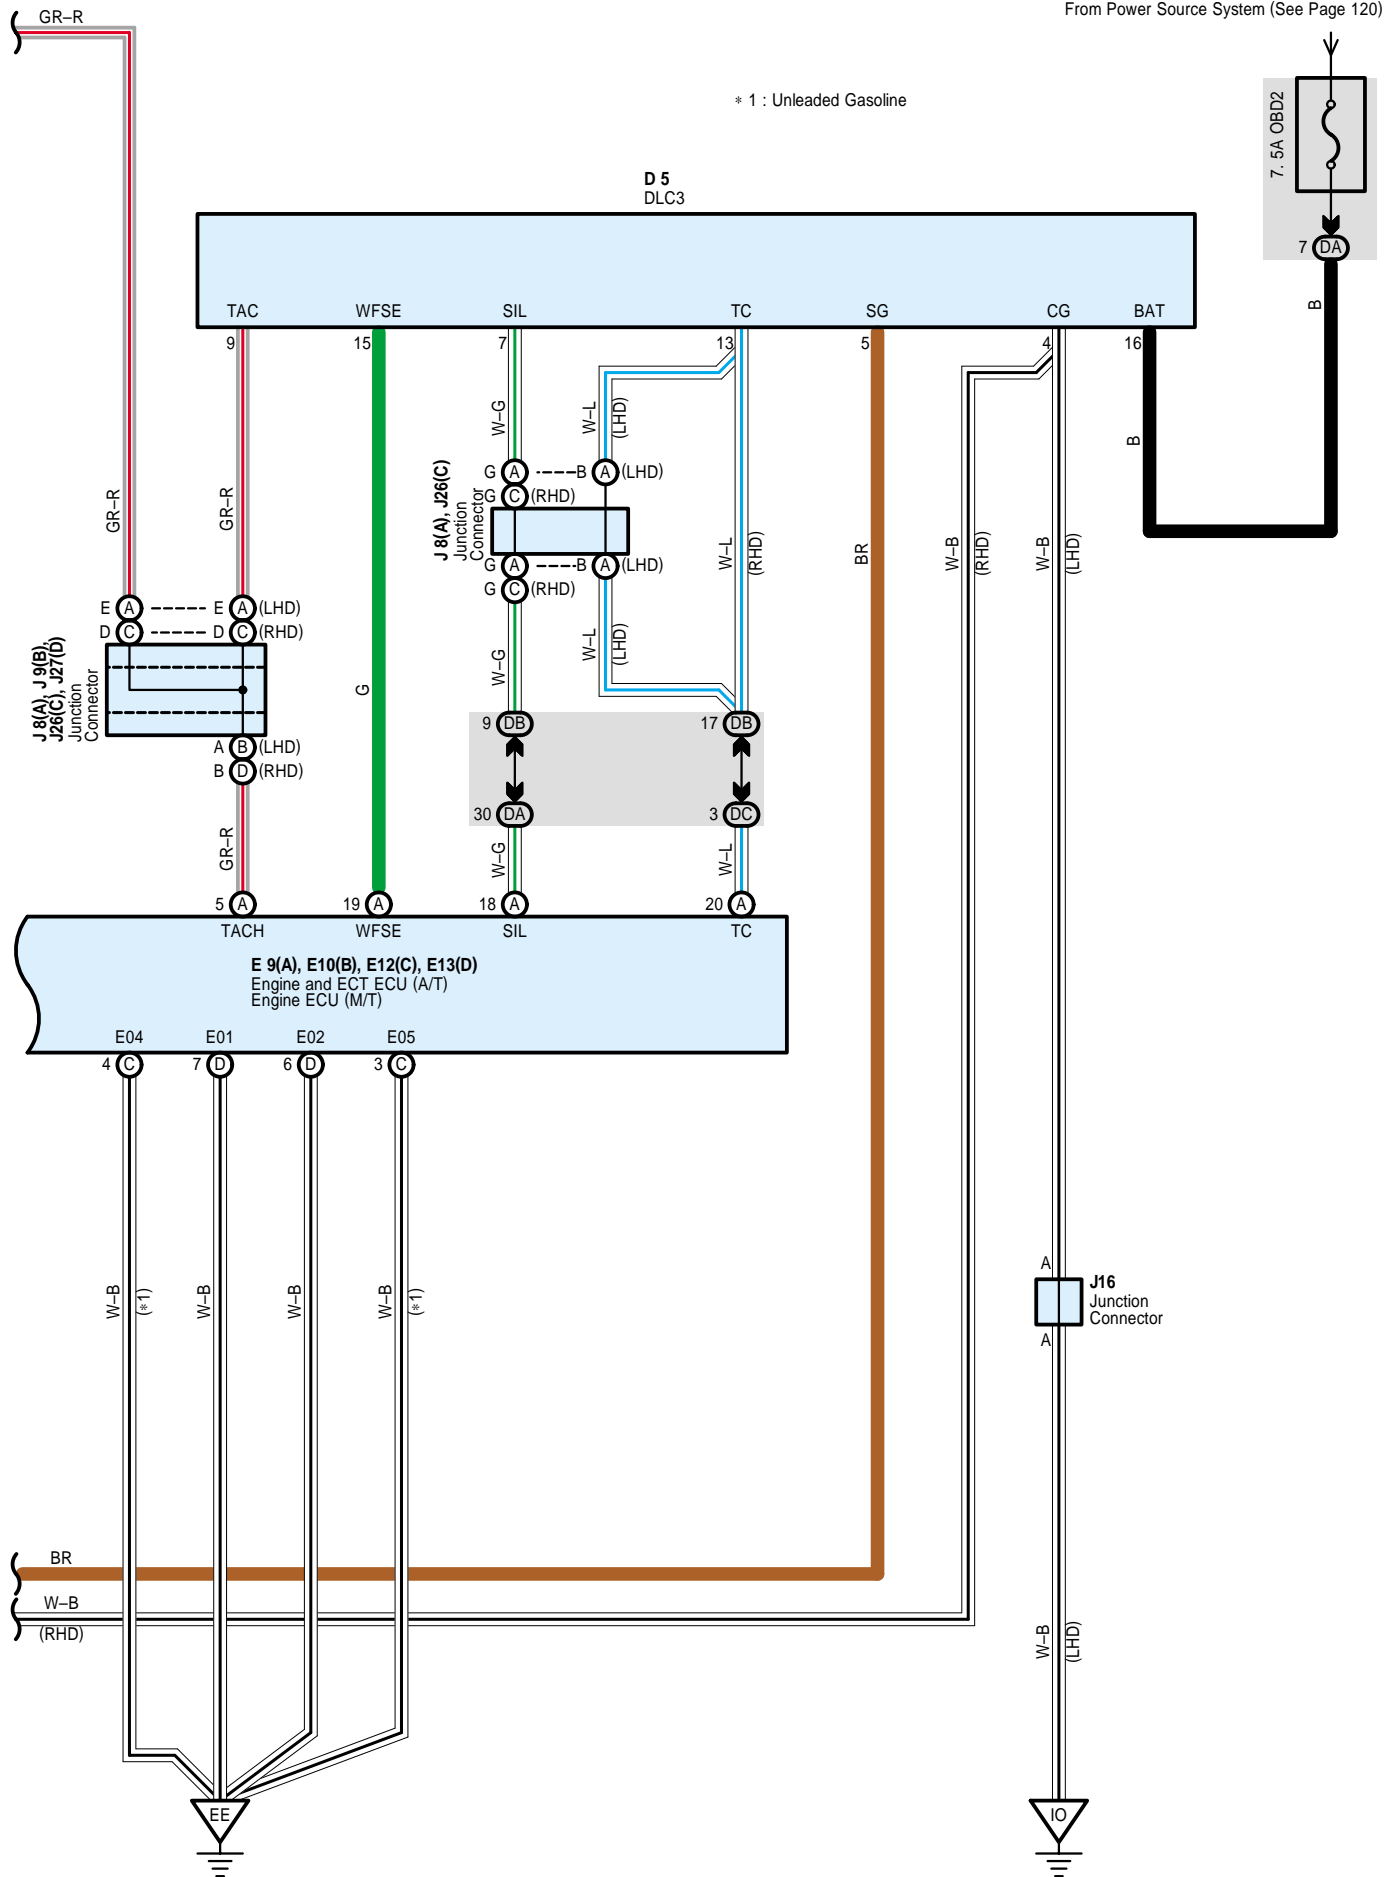 From Power Source System (See Page 120)
GR–R
∗ 1 : Unleaded Gasoline
7. 5A OBD2
7 DA
B
D 5
DLC3
TAC WFSE SIL TC SG CG BAT
9 15 7 13 5 4 16
W–G
W–L
(LHD)
B
G A B A (LHD)
G C (RHD)
J 8(A), J26(C)
Junction
Connector
G A B A (LHD)
G C (RHD)
GR–R
GR–R
W–L
(RHD)
BR
W–B
(RHD)
W–B
(LHD)
E A E A (LHD)
D C D C (RHD)
J 8(A), J 9(B),
J26(C), J27(D)
Junction
Connector
A B (LHD)
B D (RHD)
G
W–G
W–L
(LHD)
9 DB 17 DB
30 DA 3 DC
GR–R
W–G
W–L
5 A 19 A 18 A 20 A
TACH WFSE SIL TC
E 9(A), E10(B), E12(C), E13(D)
Engine and ECT ECU (A/T)
Engine ECU (M/T)
E04 E01 E02 E05
4 C 7 D 6 D 3 C
W–B
(∗1)
W–B
W–B
W–B
(∗1)
A
J16
Junction
Connector
A
BR
W–B
(RHD)
W–B
(LHD)
EE
IO